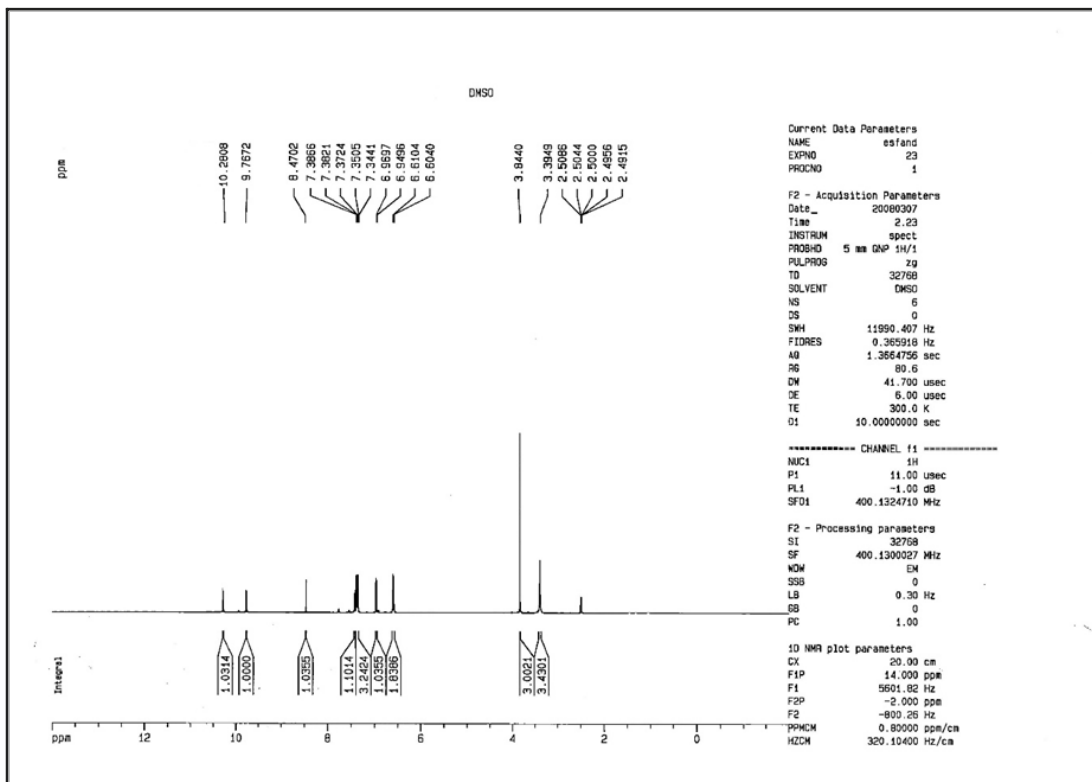 DMSO
ppm
10.2808
9.7672
8.4702
7.3866
7.3821
7.3724
7.3505
7.3441
6.9697
6.9496
6.6104
6.6040
3.8440
3.3949
2.5086
2.5044
2.5000
2.4956
2.4915
Current Data Parameters
NAME esfand
EXPNO 23
PROCNO 1
F2 - Acquisition Parameters
Date_ 20080307
Time 2.23
INSTRUM spect
PROBHD 5 mm QNP 1H/1
PULPROG zg
TD 32768
SOLVENT DMSO
NS 6
DS 0
SWH 11990.407 Hz
FIDRES 0.365918 Hz
AQ 1.3664756 sec
RG 80.6
DW 41.700 usec
DE 6.00 usec
TE 300.0 K
D1 10.00000000 sec
============ CHANNEL f1 ============
NUC1 1H
P1 11.00 usec
PL1 -1.00 dB
SFO1 400.1324710 MHz
F2 - Processing parameters
SI 32768
SF 400.1300027 MHz
WDW EM
SSB 0
LB 0.30 Hz
GB 0
PC 1.00
1D NMR plot parameters
CX 20.00 cm
F1P 14.000 ppm
F1 5601.82 Hz
F2P -2.000 ppm
F2 -800.26 Hz
PPMCM 0.80000 ppm/cm
HZCM 320.10400 Hz/cm
Integral
1.0314
1.0000
1.0355
1.1014
3.2424
1.0355
1.8386
3.0021
3.4301
ppm 12 10 8 6 4 2 0